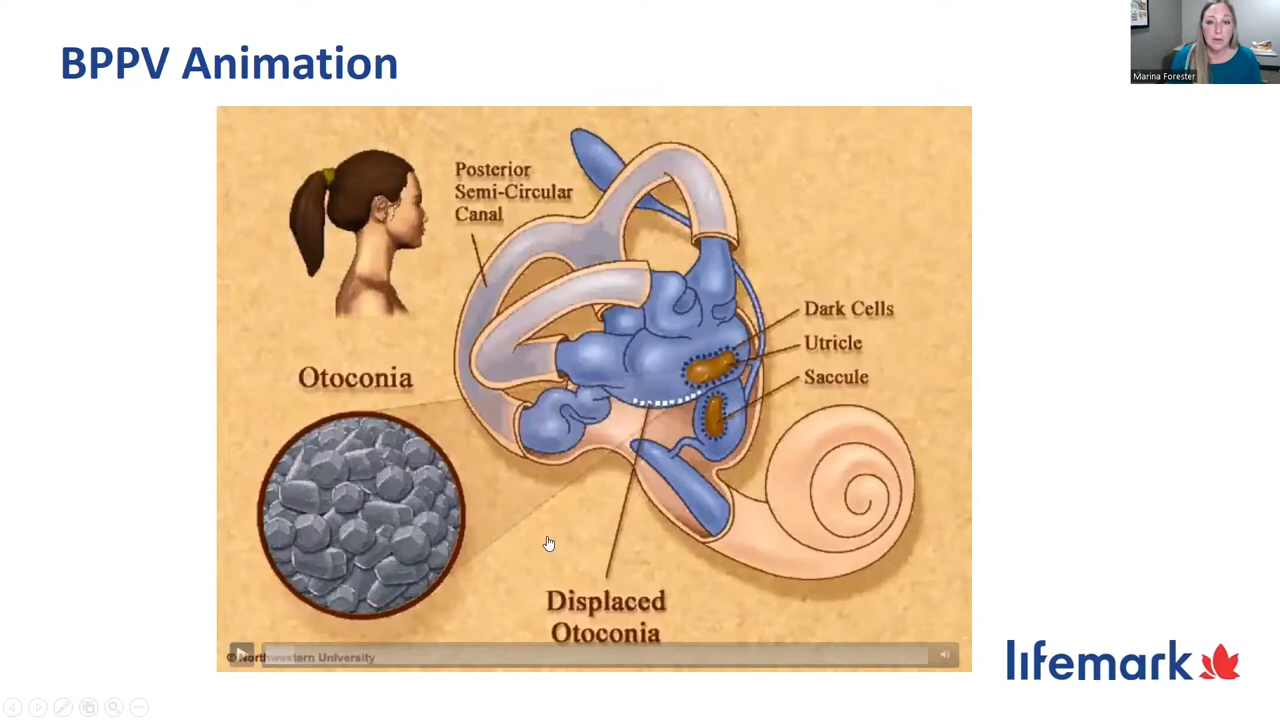 BPPV Animation
Marina Forester
Posterior
Semi-Circular
Canal
Dark Cells
Utricle
Saccule
Otoconia
Displaced
Otoconia
© Northwestern University
lifemark